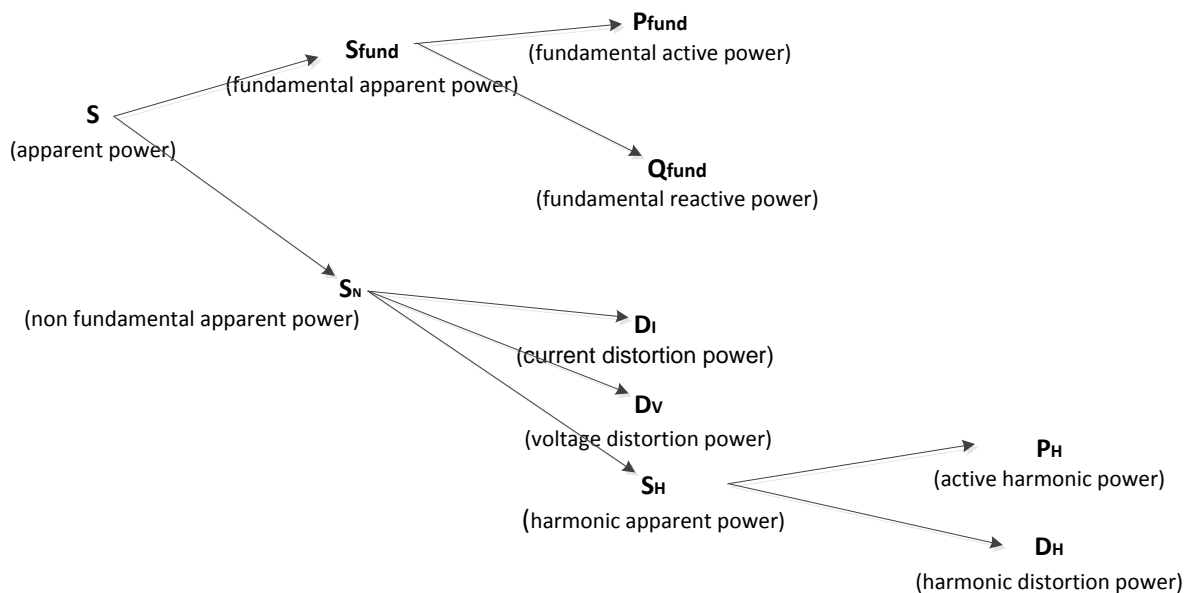 S
(apparent power)
Sfund
(fundamental apparent power)
Pfund
(fundamental active power)
Qfund
(fundamental reactive power)
SN
(non fundamental apparent power)
DI
(current distortion power)
DV
(voltage distortion power)
SH
(harmonic apparent power)
PH
(active harmonic power)
DH
(harmonic distortion power)